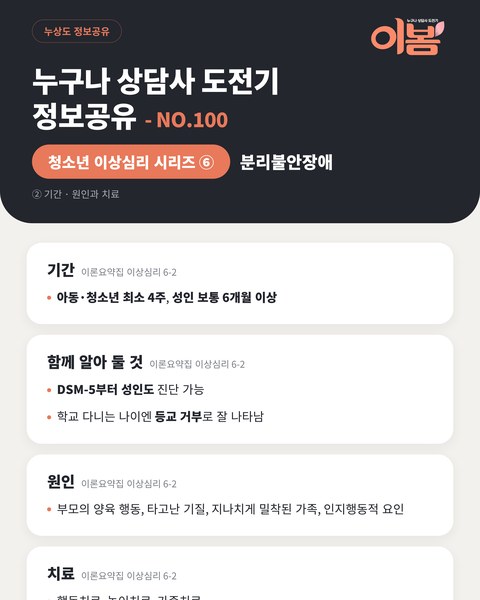 누상도 정보공유
누구나 상담사 도전기
이봄
누구나 상담사 도전기
정보공유 - NO.100
청소년 이상심리 시리즈 ⑥ 분리불안장애
② 기간 · 원인과 치료
기간 이론요약집 이상심리 6-2
• 아동·청소년 최소 4주, 성인 보통 6개월 이상
함께 알아 둘 것 이론요약집 이상심리 6-2
• DSM-5부터 성인도 진단 가능
• 학교 다니는 나이엔 등교 거부로 잘 나타남
원인 이론요약집 이상심리 6-2
• 부모의 양육 행동, 타고난 기질, 지나치게 밀착된 가족, 인지행동적 요인
치료 이론요약집 이상심리 6-2